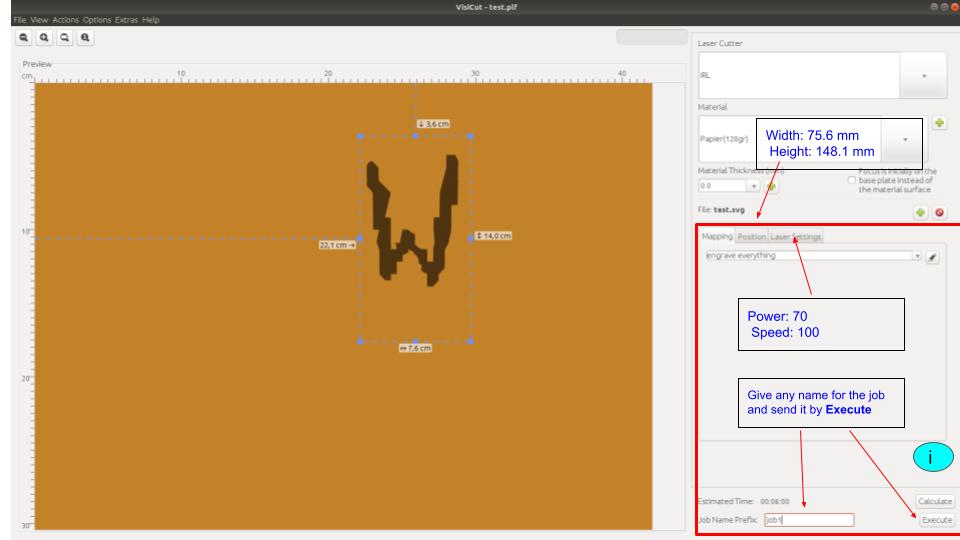 VisiCut - test.plf
File View Actions Options Extras Help
Preview
cm
10
20
30
40
10
20
30
3,6 cm
22,1 cm
14,0 cm
7,6 cm
Laser Cutter
IRL
Material
Papier(120gr)
Width: 75.6 mm
Height: 148.1 mm
Material Thickness (mm)
0.0
Focus is initially on the
base plate instead of
the material surface
File: test.svg
Mapping Position Laser Settings
engrave everything
Power: 70
Speed: 100
Give any name for the job
and send it by Execute
i
Estimated Time: 00:06:00
Calculate
Job Name Prefix: job1
Execute